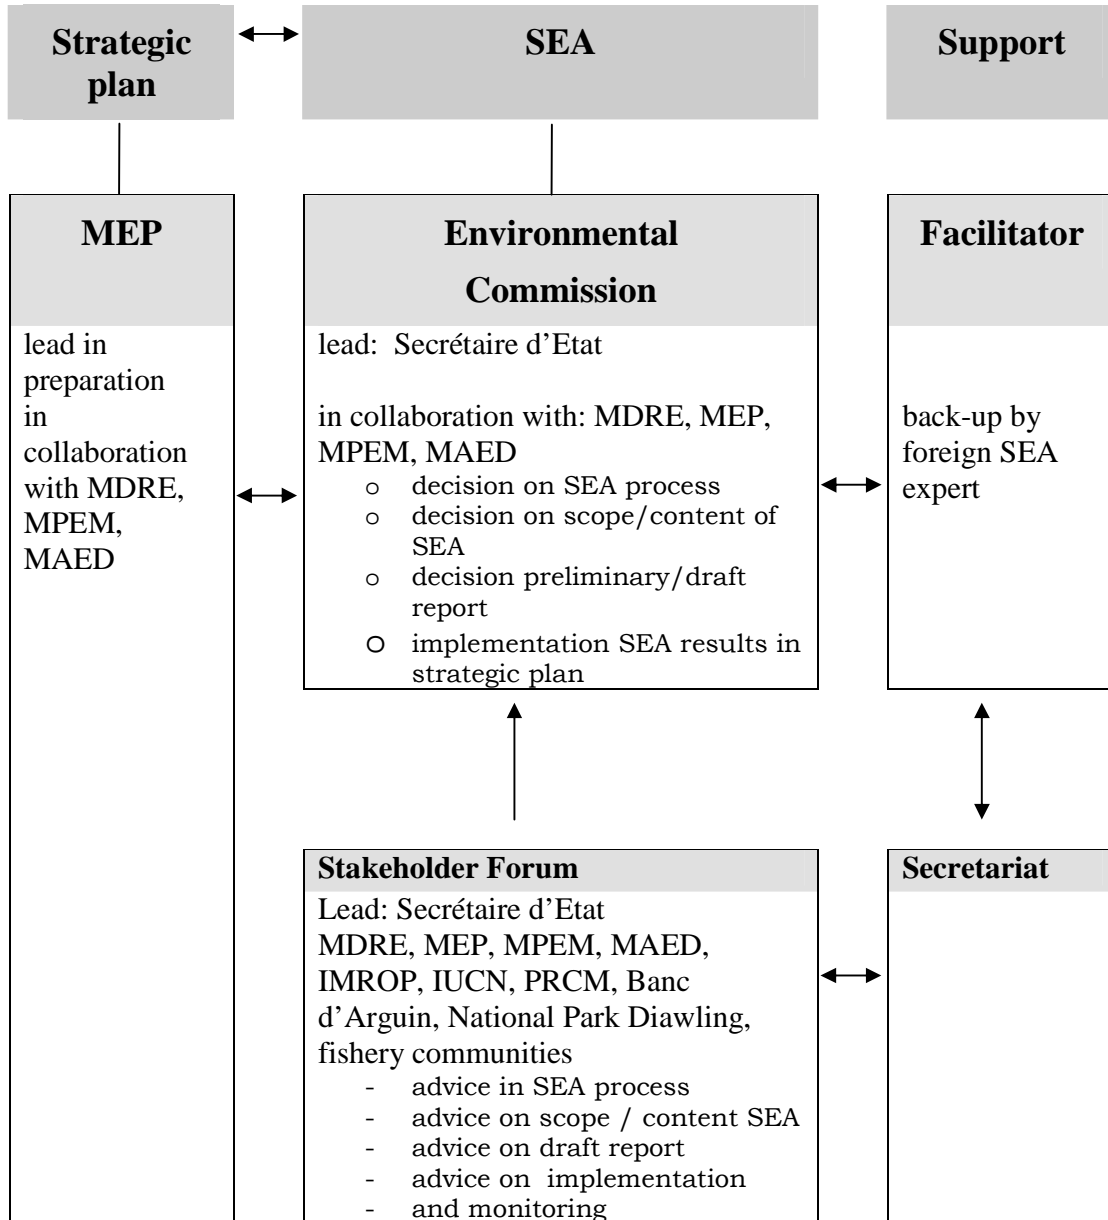 Strategic
plan
SEA
Support
MEP
lead in
preparation
in
collaboration
with MDRE,
MPEM,
MAED
Environmental
Commission
lead:  Secrétaire d’Etat
in collaboration with: MDRE, MEP,
MPEM, MAED
o decision on SEA process
o decision on scope/content of
SEA
o decision preliminary/draft
report
o implementation SEA results in
strategic plan
Facilitator
back-up by
foreign SEA
expert
Stakeholder Forum
Lead: Secrétaire d’Etat
MDRE, MEP, MPEM, MAED,
IMROP, IUCN, PRCM, Banc
d’Arguin, National Park Diawling,
fishery communities
- advice in SEA process
- advice on scope / content SEA
- advice on draft report
- advice on  implementation
- and monitoring
Secretariat